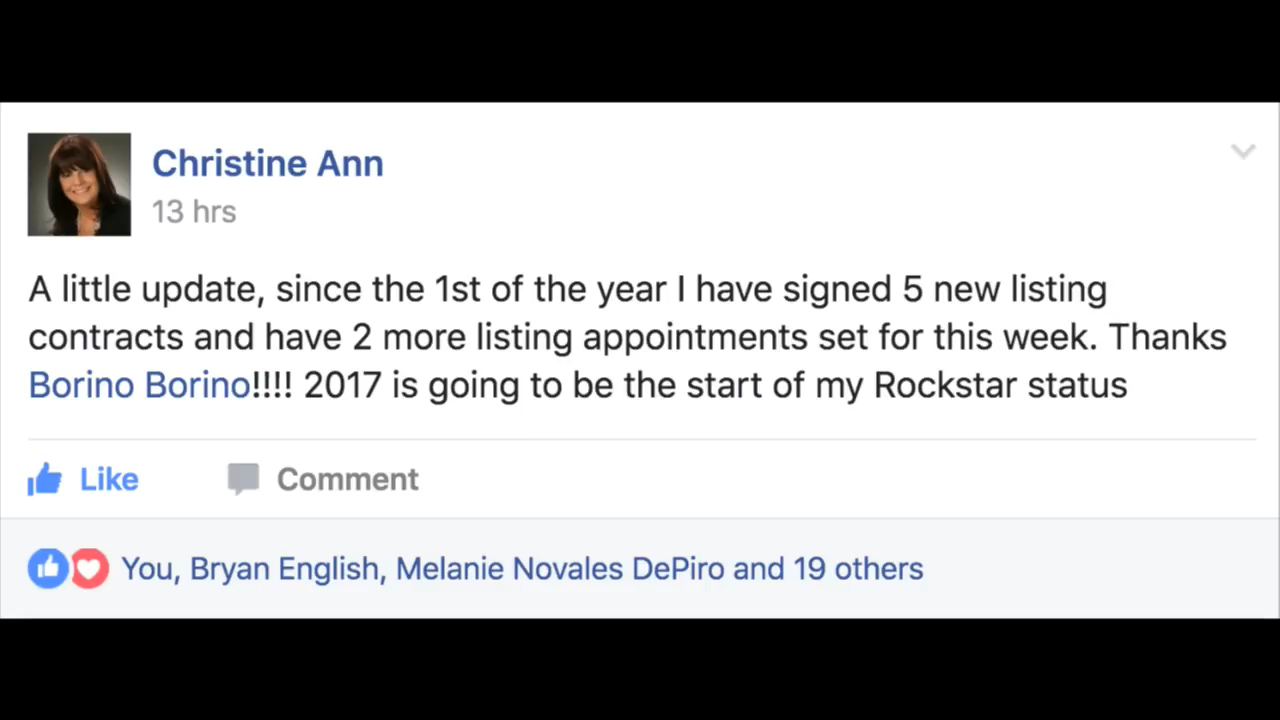 Christine Ann
13 hrs
A little update, since the 1st of the year I have signed 5 new listing
contracts and have 2 more listing appointments set for this week. Thanks
Borino Borino!!!! 2017 is going to be the start of my Rockstar status
Like Comment
You, Bryan English, Melanie Novales DePiro and 19 others